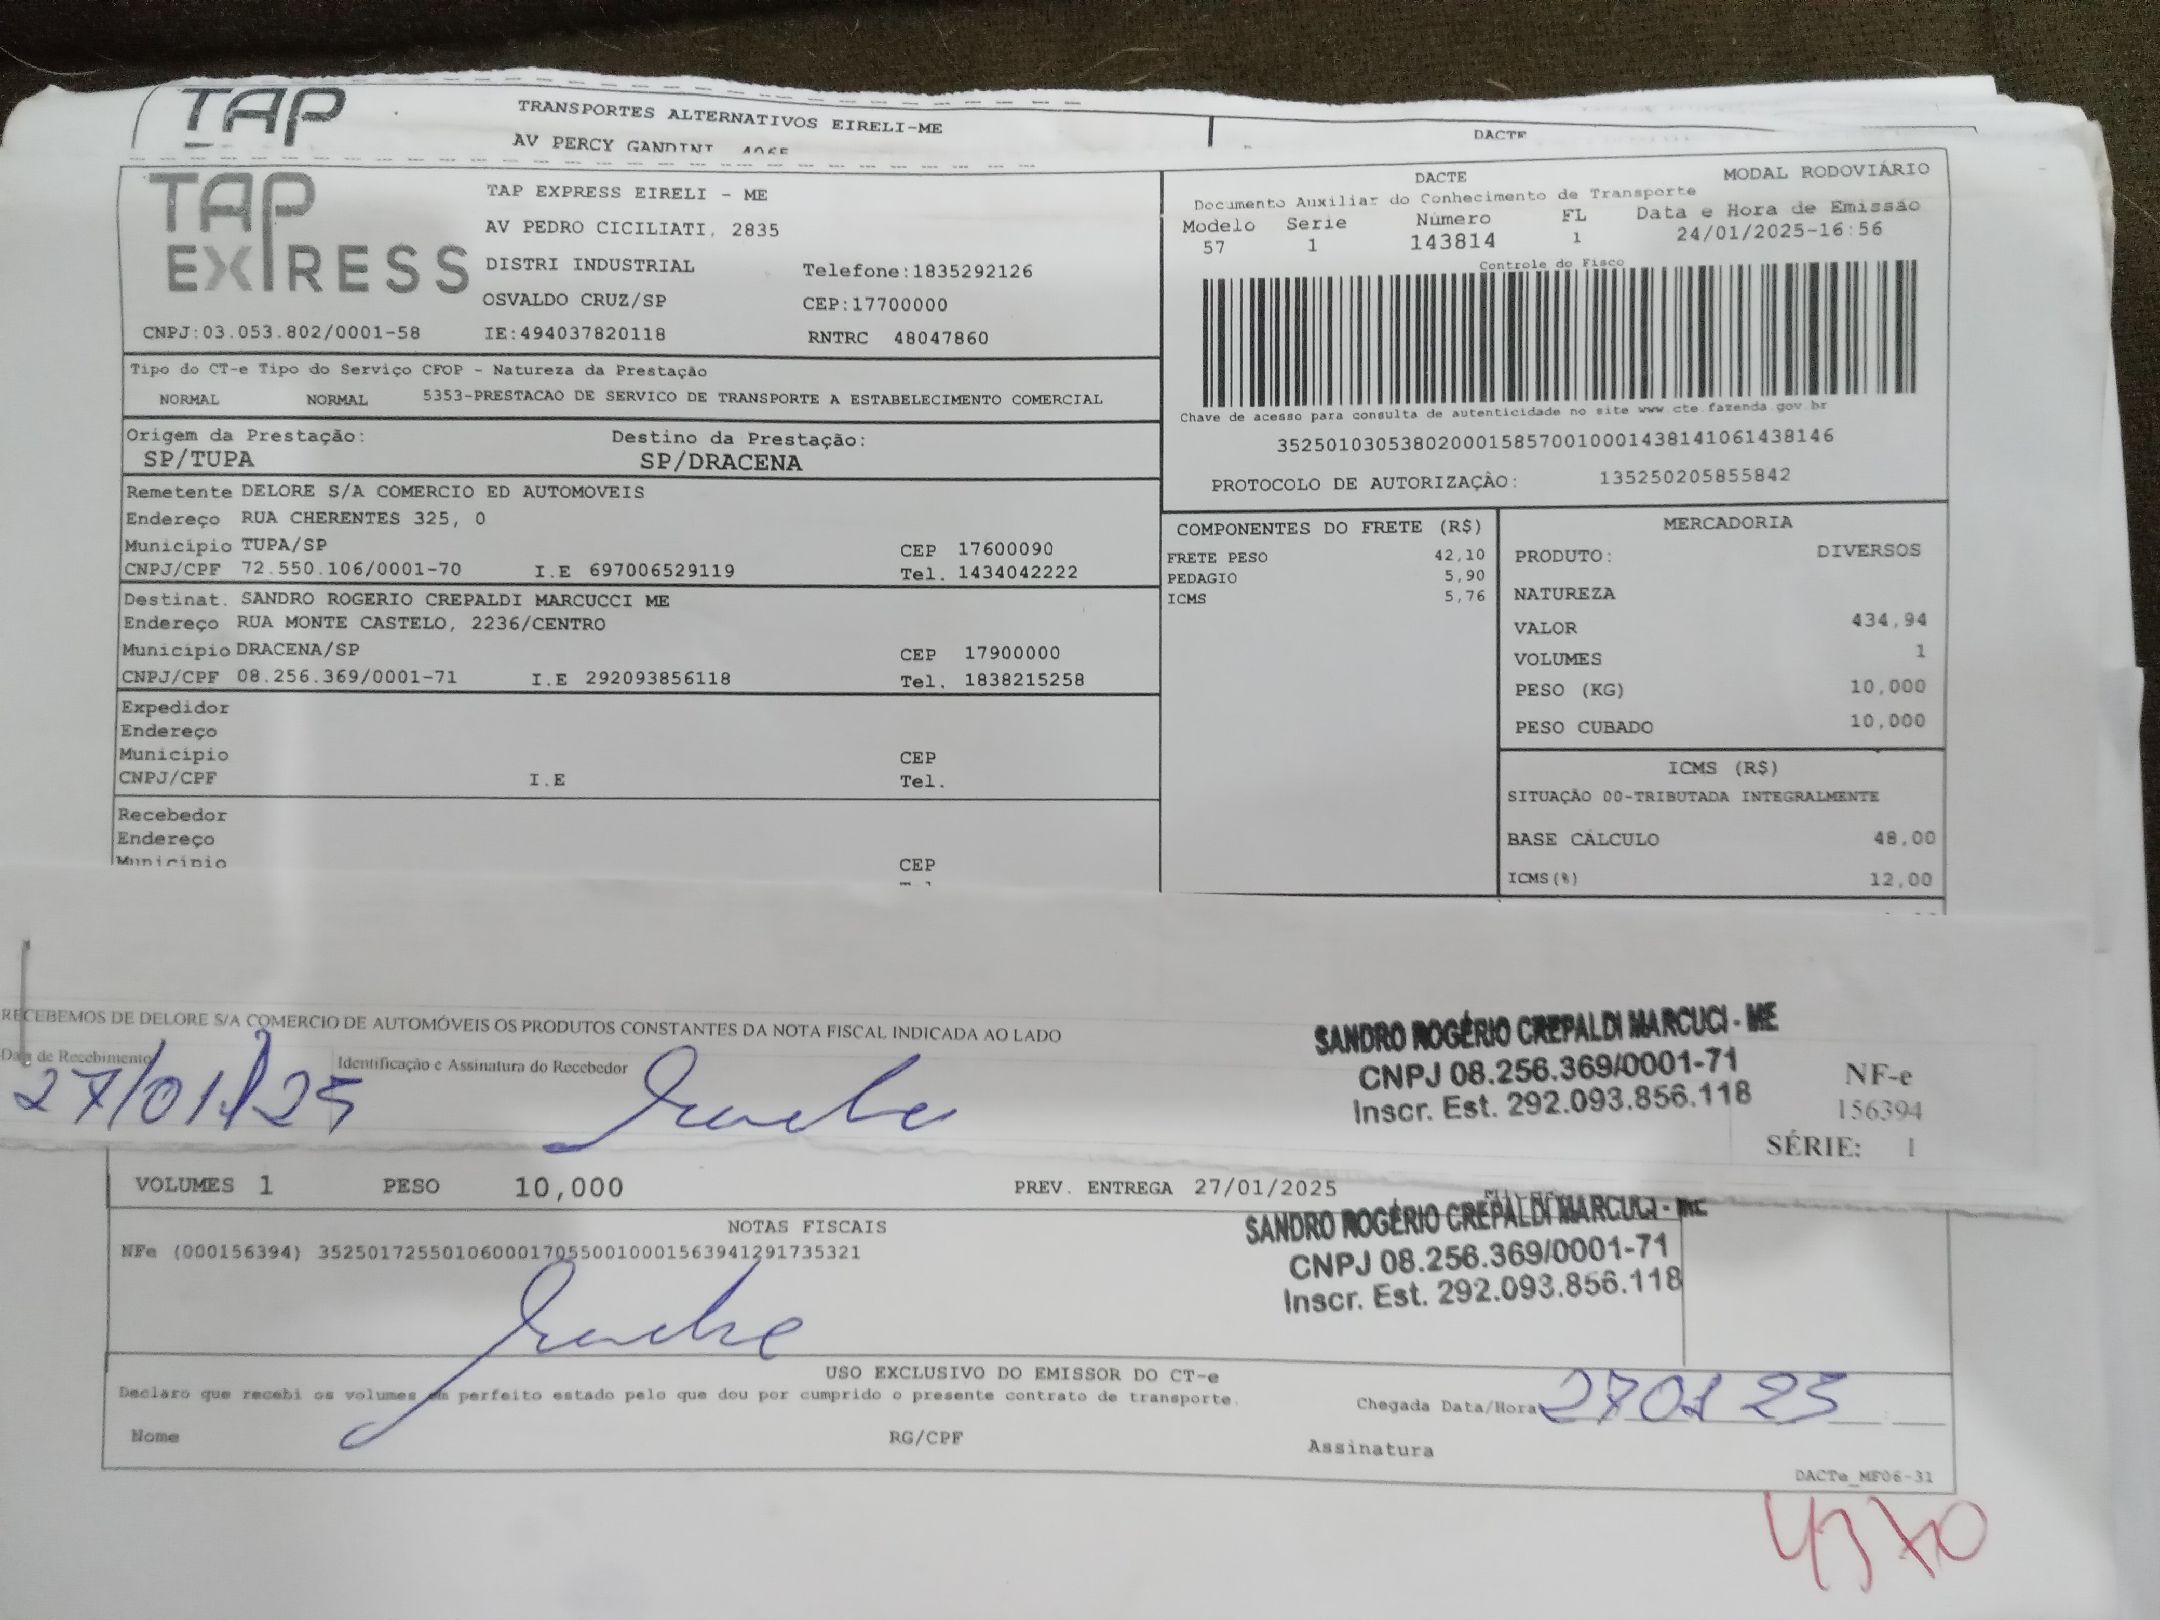 TAP
TRANSPORTES ALTERNATIVOS EIRELI-ME
AV PERCY GANDINI,
DACTE
TAP EXPRESS
TAP EXPRESS EIRELI - ME
AV PEDRO CICILIATI, 2835
DISTRI INDUSTRIAL Telefone:1835292126
OSVALDO CRUZ/SP CEP:17700000
CNPJ:03.053.802/0001-58 IE:494037820118 RNTRC 48047860
DACTE MODAL RODOVIÁRIO
Documento Auxiliar do Conhecimento de Transporte
Modelo Serie Número FL Data e Hora de Emissão
57 1 143814 1 24/01/2025-16:56
Controle do Fisco
Chave de acesso para consulta de autenticidade no site www.cte.fazenda.gov.br
35250103053802000158570010001438141061438146
PROTOCOLO DE AUTORIZAÇÃO: 135250205855842
Tipo do CT-e Tipo do Serviço CFOP - Natureza da Prestação
NORMAL NORMAL 5353-PRESTACAO DE SERVICO DE TRANSPORTE A ESTABELECIMENTO COMERCIAL
Origem da Prestação: Destino da Prestação:
SP/TUPA SP/DRACENA
Remetente DELORE S/A COMERCIO ED AUTOMOVEIS
Endereço RUA CHERENTES 325, 0
Município TUPA/SP CEP 17600090
CNPJ/CPF 72.550.106/0001-70 I.E 697006529119 Tel. 1434042222
Destinat. SANDRO ROGERIO CREPALDI MARCUCCI ME
Endereço RUA MONTE CASTELO, 2236/CENTRO
Município DRACENA/SP CEP 17900000
CNPJ/CPF 08.256.369/0001-71 I.E 292093856118 Tel. 1838215258
Expedidor
Endereço
Município CEP
CNPJ/CPF I.E Tel.
Recebedor
Endereço
Município CEP
COMPONENTES DO FRETE (R$)
FRETE PESO 42,10
PEDAGIO 5,90
ICMS 5,76
MERCADORIA
PRODUTO: DIVERSOS
NATUREZA
VALOR 434,94
VOLUMES 1
PESO (KG) 10,000
PESO CUBADO 10,000
ICMS (R$)
SITUAÇÃO 00-TRIBUTADA INTEGRALMENTE
BASE CÁLCULO 48,00
ICMS(%) 12,00
RECEBEMOS DE DELORE S/A COMERCIO DE AUTOMÓVEIS OS PRODUTOS CONSTANTES DA NOTA FISCAL INDICADA AO LADO
Data de Recebimento Identificação e Assinatura do Recebedor
27/01/25
SANDRO ROGÉRIO CREPALDI MARCUCI - ME
CNPJ 08.256.369/0001-71
Inscr. Est. 292.093.856.118
NF-e
156394
SÉRIE: 1
VOLUMES 1 PESO 10,000 PREV. ENTREGA 27/01/2025
NOTAS FISCAIS
NFe (000156394) 35250172550106000170550010001563941291735321
SANDRO ROGÉRIO CREPALDI MARCUCI - ME
CNPJ 08.256.369/0001-71
Inscr. Est. 292.093.856.118
USO EXCLUSIVO DO EMISSOR DO CT-e
Declaro que recebi os volumes em perfeito estado pelo que dou por cumprido o presente contrato de transporte.
Chegada Data/Hora 27 01 25
Nome RG/CPF Assinatura
DACTe_MF06-31